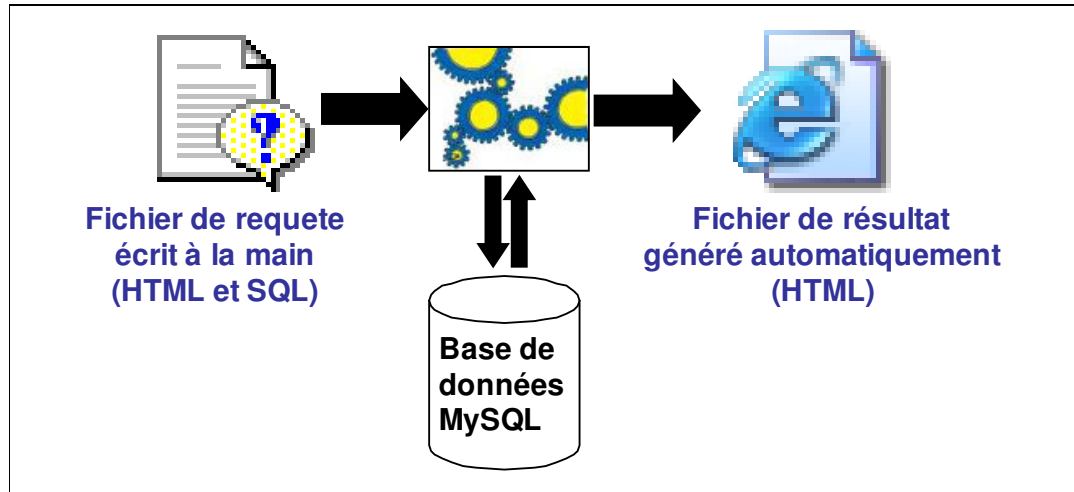 Fichier de requete
écrit à la main
(HTML et SQL)
Fichier de résultat
généré automatiquement
(HTML)
Base de
données
MySQL